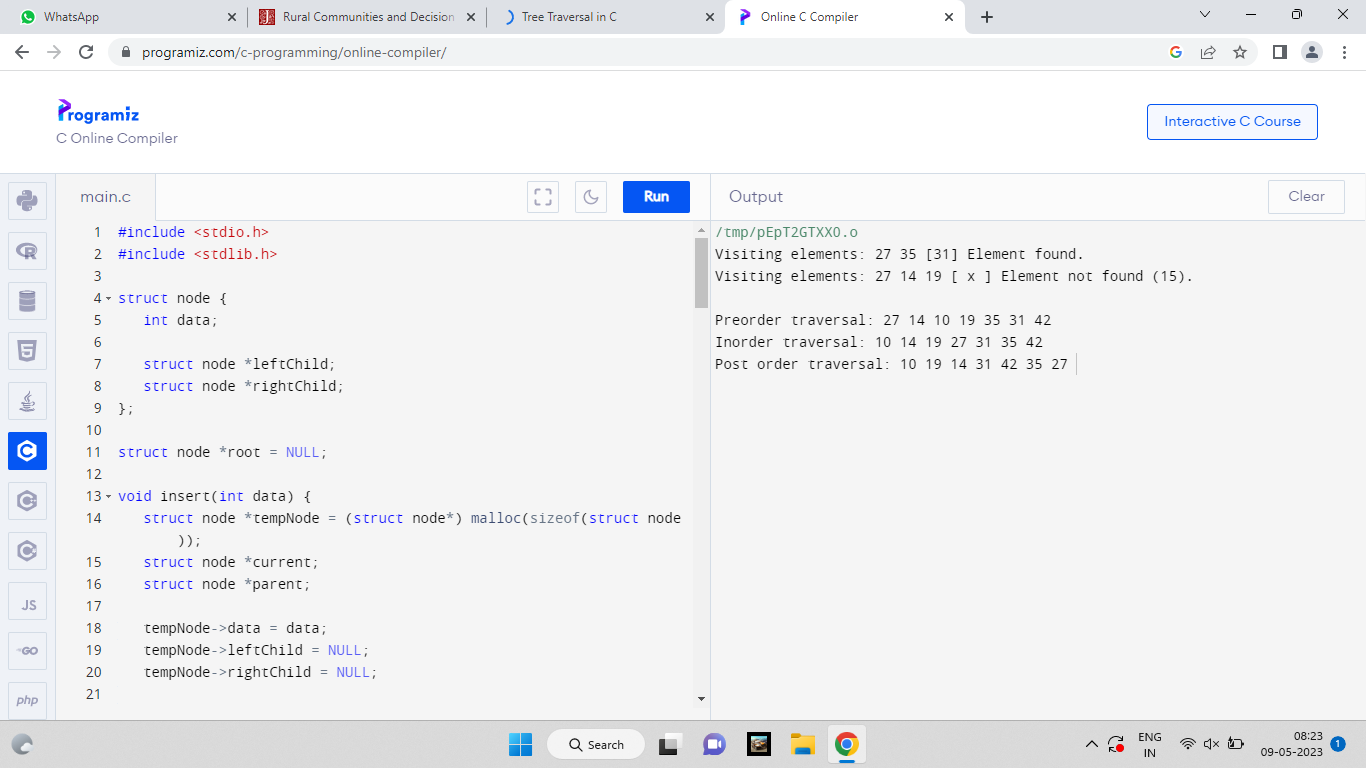 WhatsApp
Rural Communities and Decision
Tree Traversal in C
Online C Compiler
programiz.com/c-programming/online-compiler/
Programiz
C Online Compiler
Interactive C Course
main.c
Run
Output
Clear
1 #include <stdio.h>
2 #include <stdlib.h>
3
4 struct node {
5 int data;
6
7 struct node *leftChild;
8 struct node *rightChild;
9 };
10
11 struct node *root = NULL;
12
13 void insert(int data) {
14 struct node *tempNode = (struct node*) malloc(sizeof(struct node
));
15 struct node *current;
16 struct node *parent;
17
18 tempNode->data = data;
19 tempNode->leftChild = NULL;
20 tempNode->rightChild = NULL;
21
/tmp/pEpT2GTXXO.o
Visiting elements: 27 35 [31] Element found.
Visiting elements: 27 14 19 [ x ] Element not found (15).
Preorder traversal: 27 14 10 19 35 31 42
Inorder traversal: 10 14 19 27 31 35 42
Post order traversal: 10 19 14 31 42 35 27
R
5
C
C
C
JS
GO
php
Search
ENG
IN
08:23
09-05-2023
1